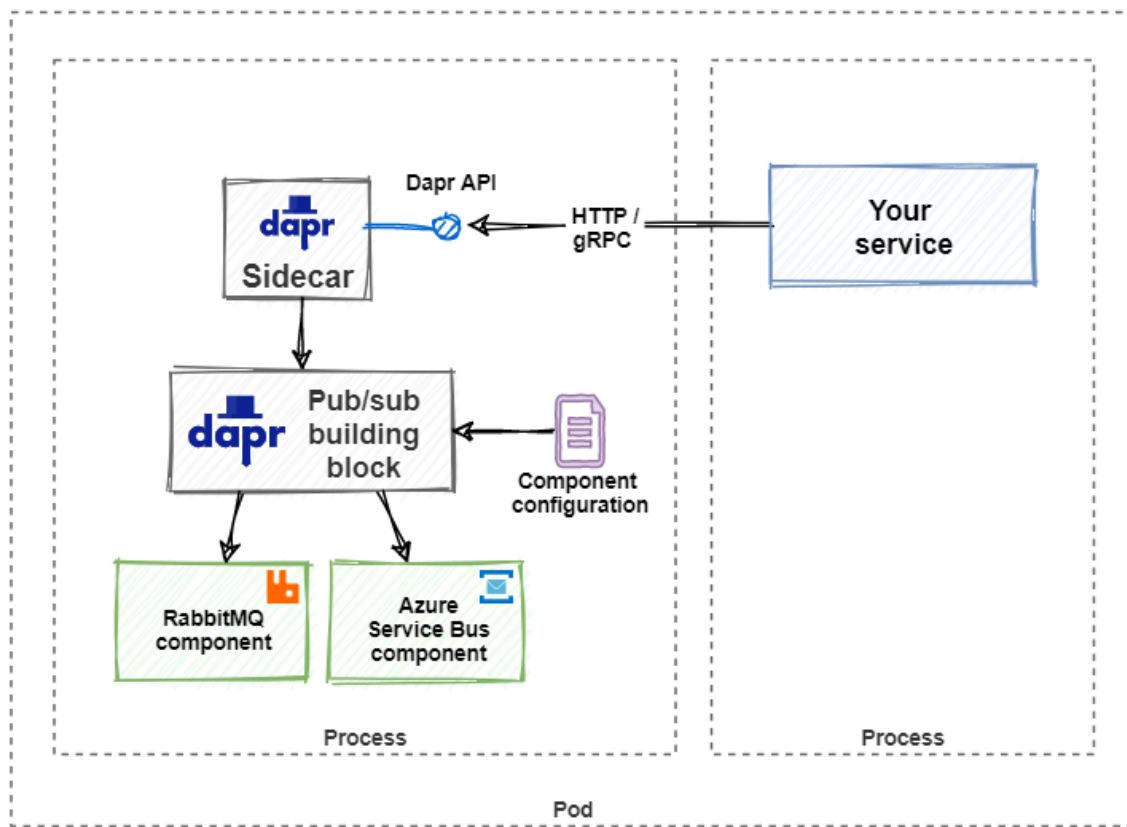 Dapr API
dapr
Sidecar
HTTP /
gRPC
Your
service
dapr
Pub/sub
building
block
Component
configuration
RabbitMQ
component
Azure
Service Bus
component
Process
Process
Pod